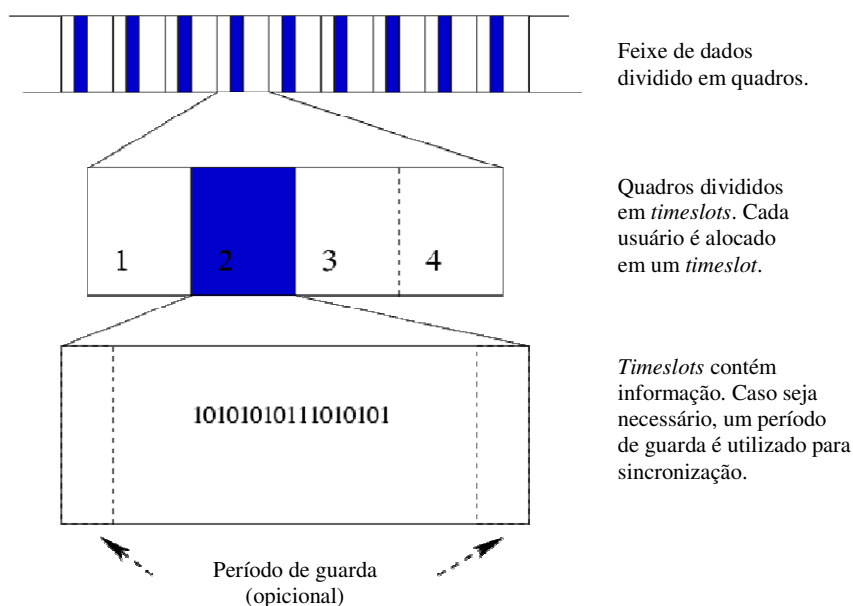 Feixe de dados
dividido em quadros.
1 2 3 4
Quadros divididos
em timeslots. Cada
usuário é alocado
em um timeslot.
10101010111010101
Timeslots contém
informação. Caso seja
necessário, um período
de guarda é utilizado para
sincronização.
Período de guarda
(opicional)